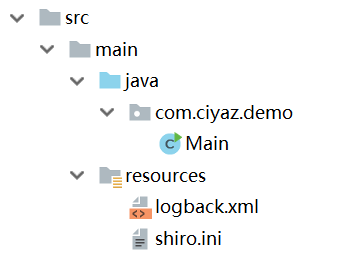 src
main
java
com.ciyaz.demo
Main
resources
logback.xml
shiro.ini